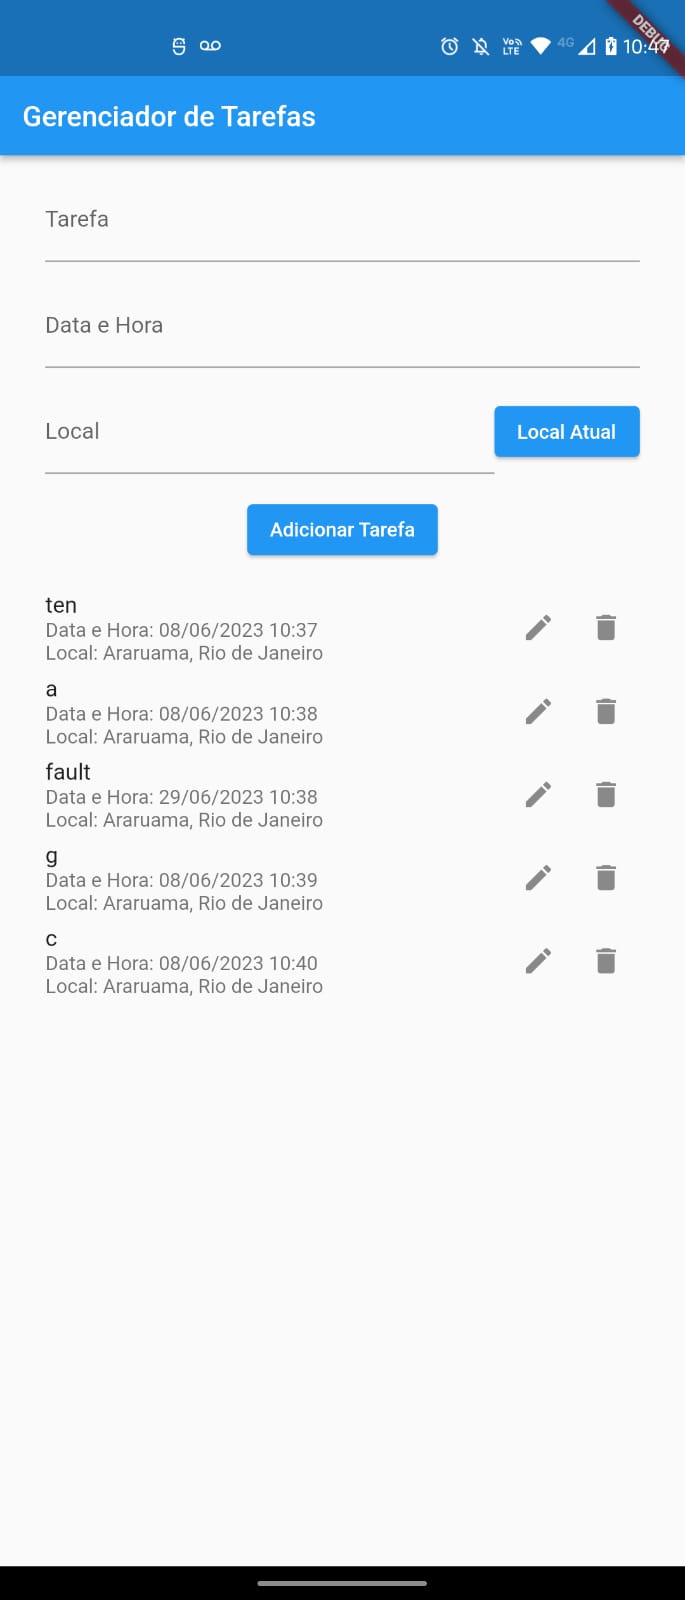 Vo LTE 4G 10:47
DEBUG
Gerenciador de Tarefas
Tarefa
Data e Hora
Local
Local Atual
Adicionar Tarefa
ten
Data e Hora: 08/06/2023 10:37
Local: Araruama, Rio de Janeiro
a
Data e Hora: 08/06/2023 10:38
Local: Araruama, Rio de Janeiro
fault
Data e Hora: 29/06/2023 10:38
Local: Araruama, Rio de Janeiro
g
Data e Hora: 08/06/2023 10:39
Local: Araruama, Rio de Janeiro
c
Data e Hora: 08/06/2023 10:40
Local: Araruama, Rio de Janeiro